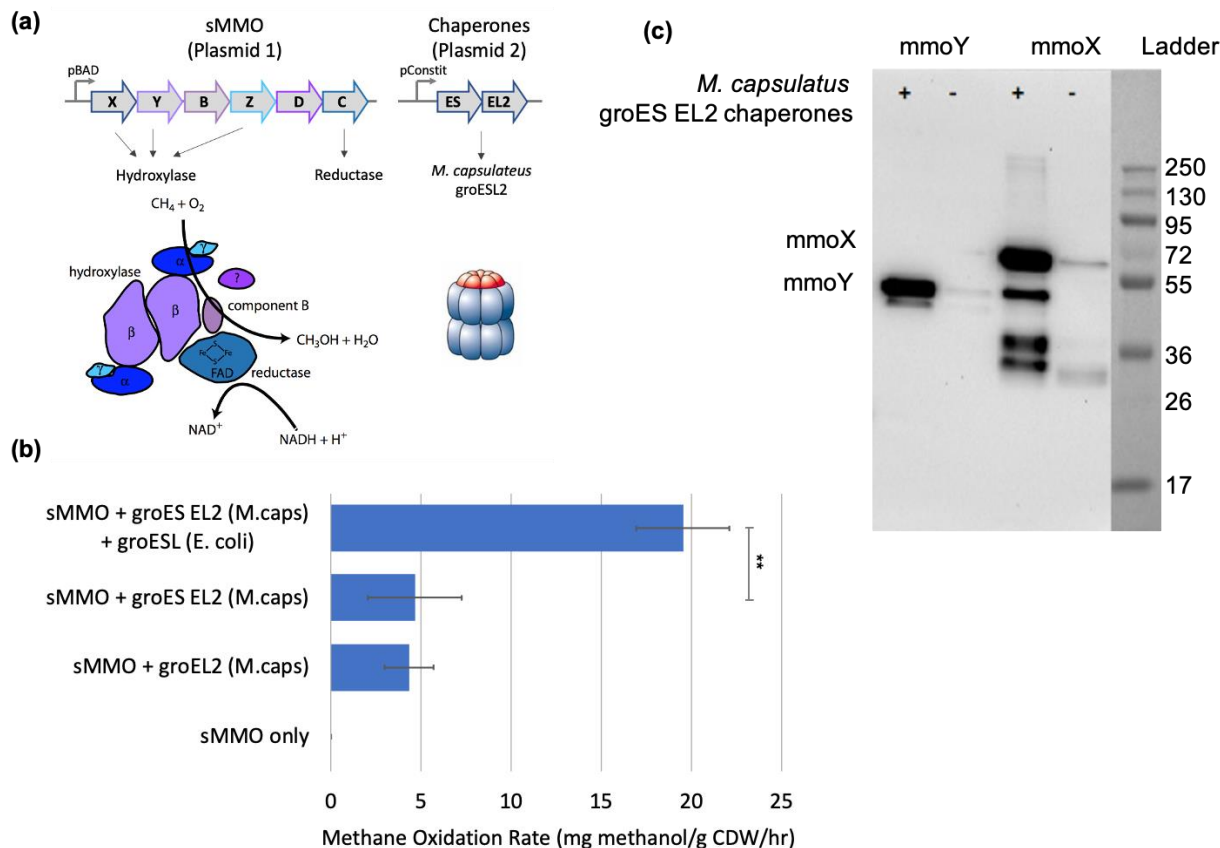 (a)
sMMO
(Plasmid 1)
Chaperones
(Plasmid 2)
pBAD
pConstit
X Y B Z D C
ES EL2
Hydroxylase
Reductase
M. capsulateus
groESL2
CH4 + O2
hydroxylase
γ
α
?
β
β
component B
CH3OH + H2O
S
Fe Fe
S
FAD
reductase
γ
α
NAD+
NADH + H+
(b)
sMMO + groES EL2 (M.caps)
+ groESL (E. coli)
sMMO + groES EL2 (M.caps)
sMMO + groEL2 (M.caps)
sMMO only
**
0 5 10 15 20 25
Methane Oxidation Rate (mg methanol/g CDW/hr)
(c)
mmoY mmoX Ladder
M. capsulatus
groES EL2 chaperones
+ - + -
mmoX
mmoY
250
130
95
72
55
36
26
17